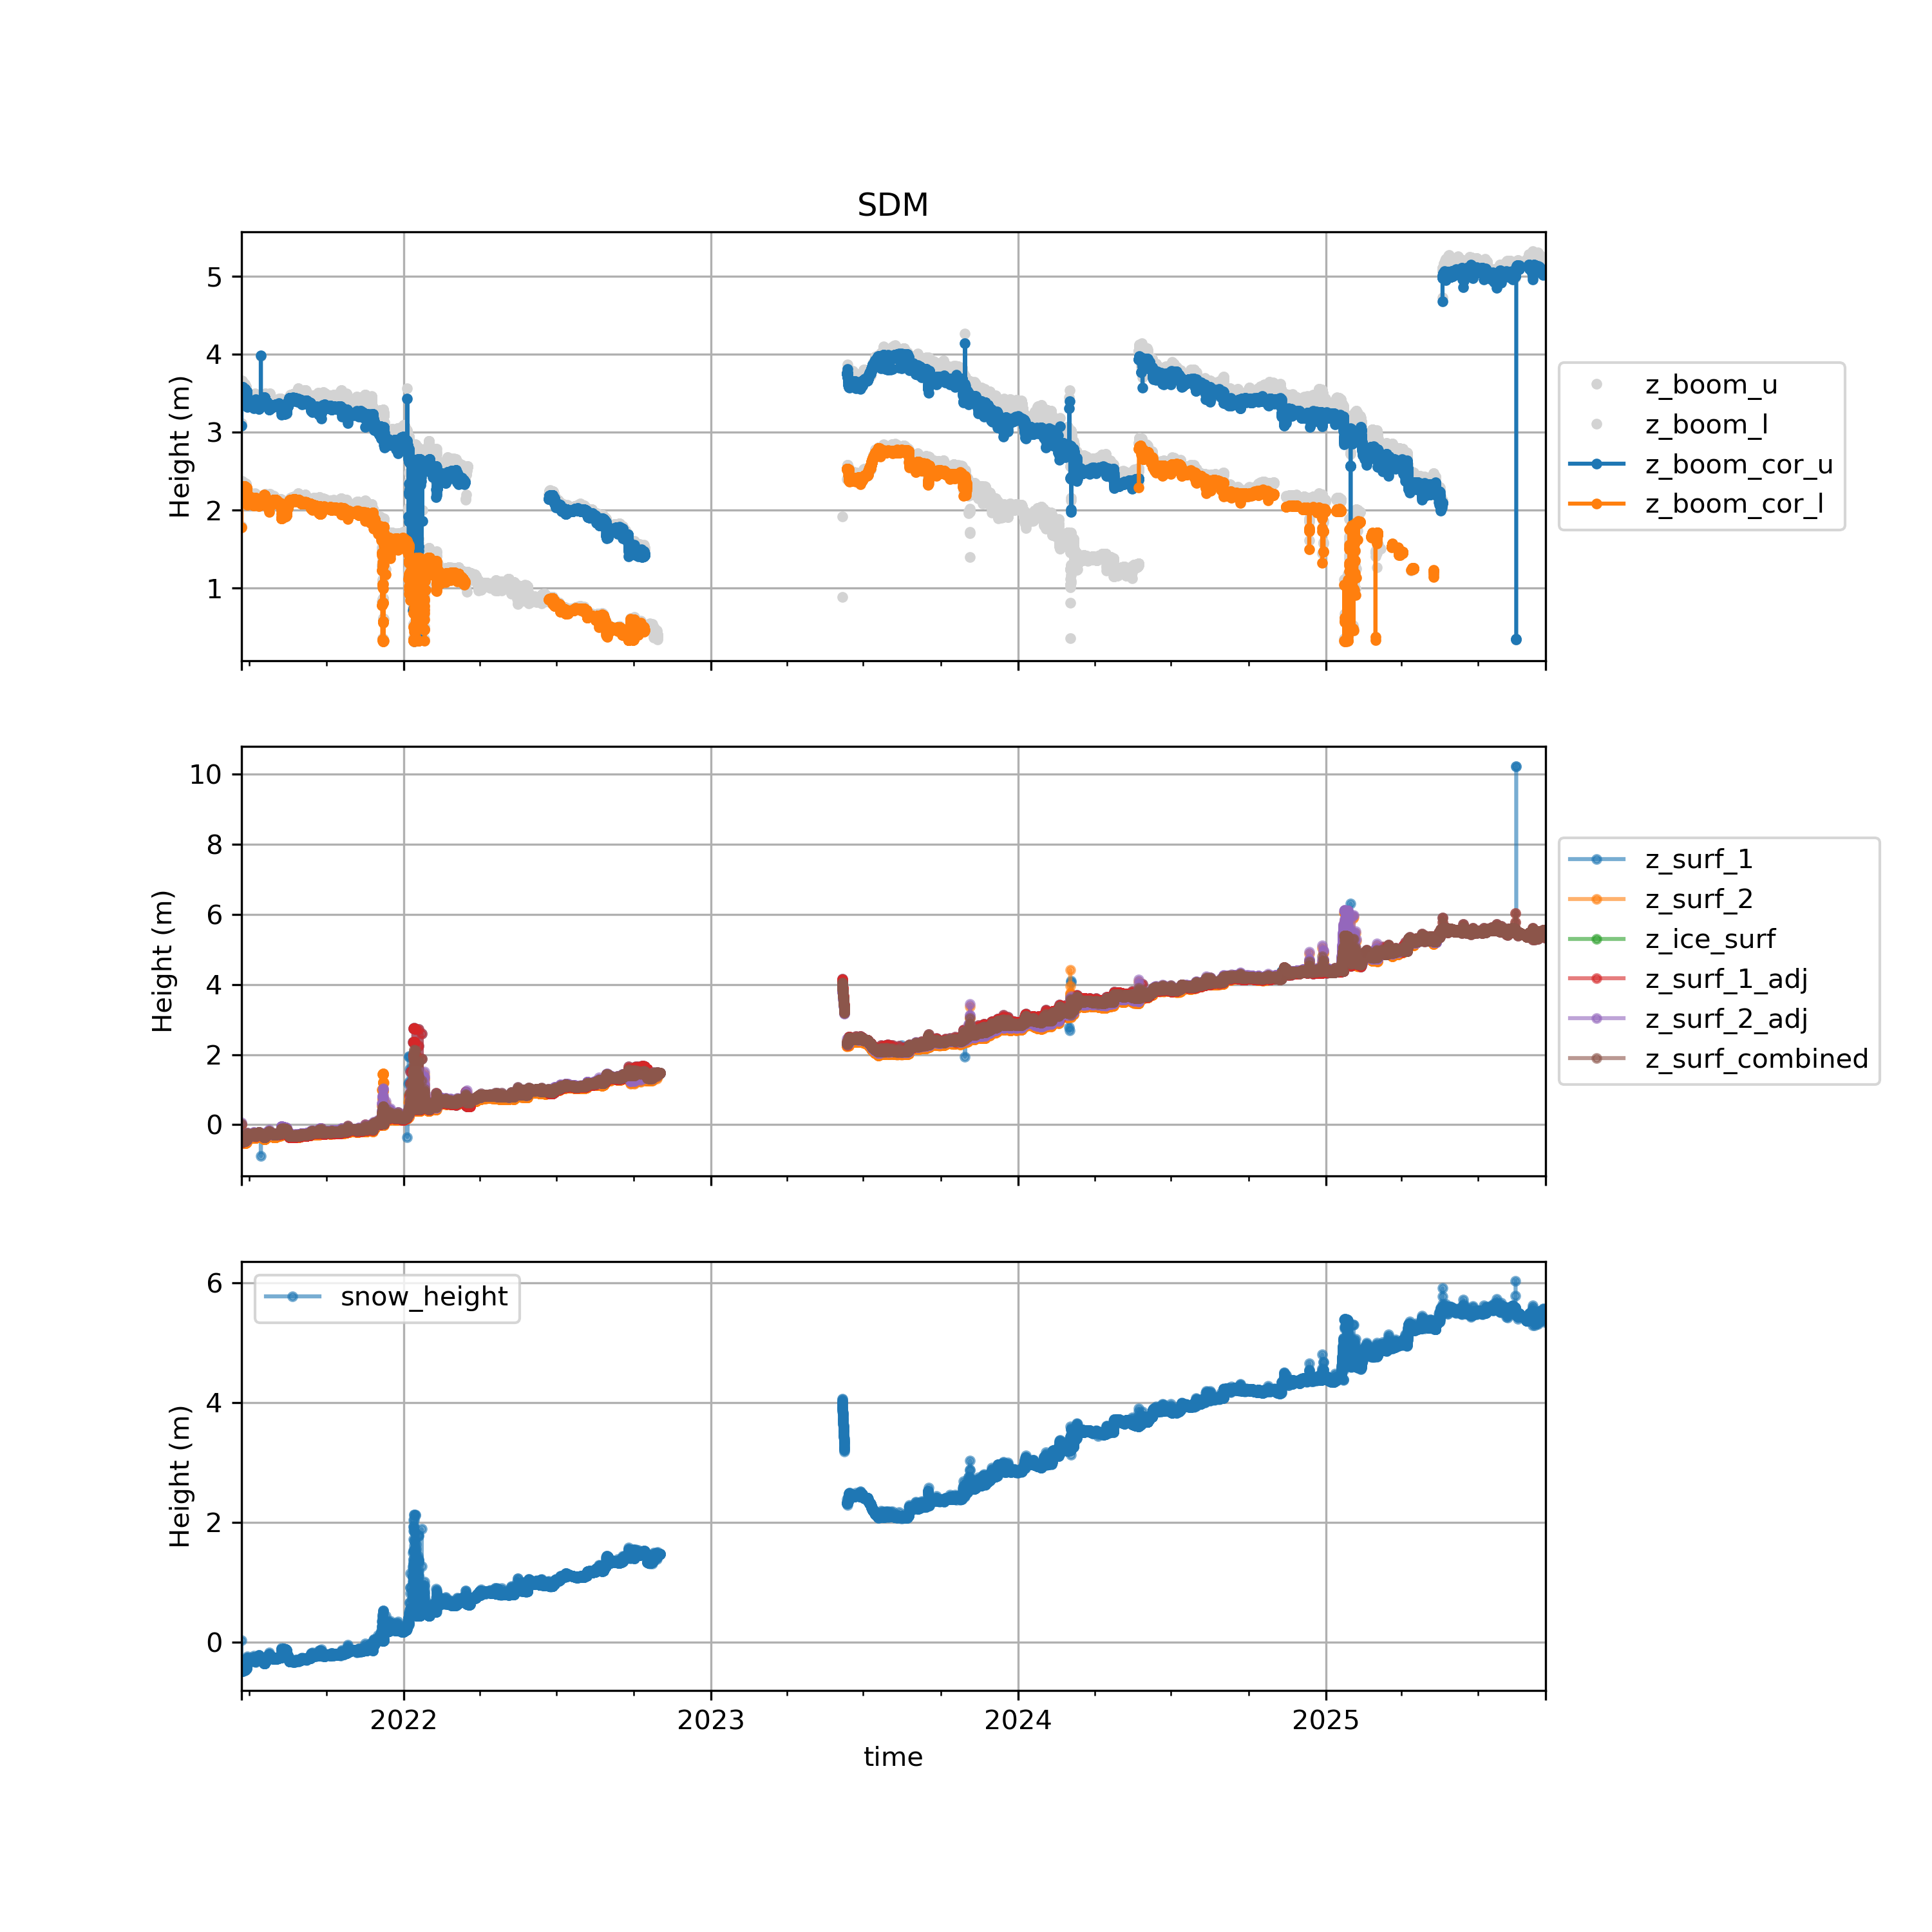 SDM
5
4
3
2
1
Height (m)
z_boom_u
z_boom_l
z_boom_cor_u
z_boom_cor_l
10
8
6
4
2
0
Height (m)
z_surf_1
z_surf_2
z_ice_surf
z_surf_1_adj
z_surf_2_adj
z_surf_combined
6
4
2
0
Height (m)
snow_height
2022
2023
2024
2025
time